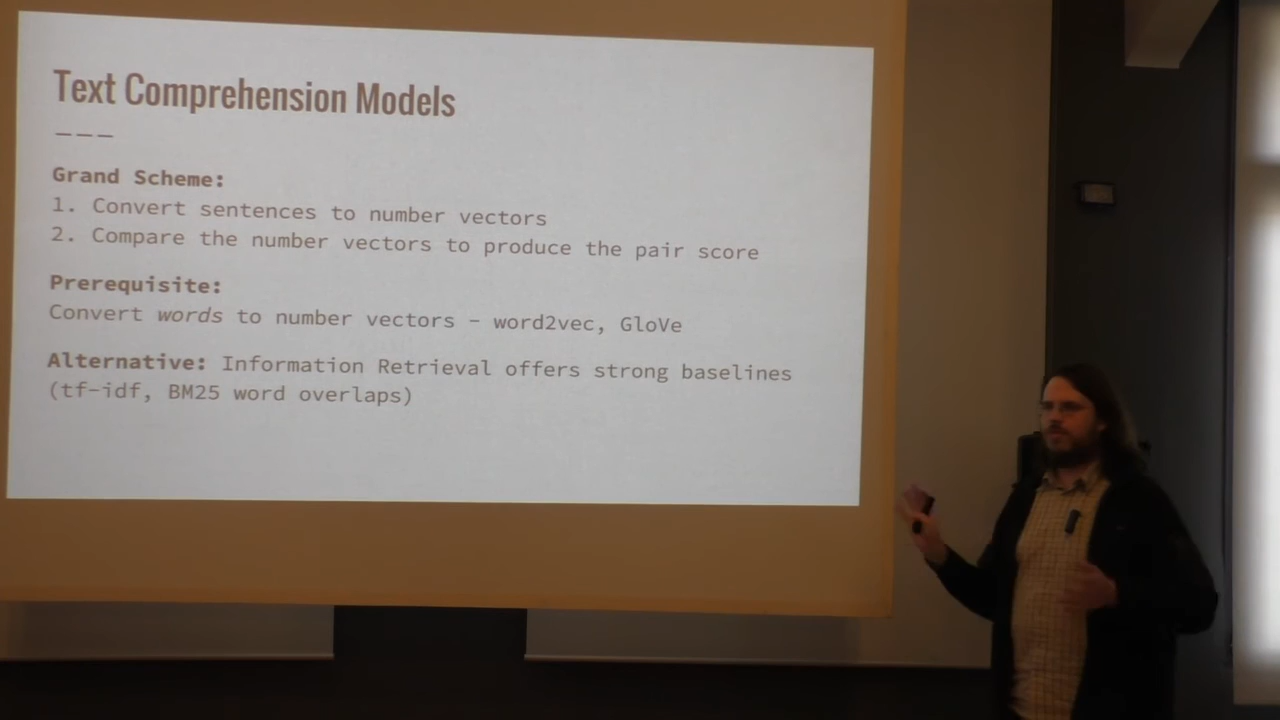 Text Comprehension Models
---
Grand Scheme:
1. Convert sentences to number vectors
2. Compare the number vectors to produce the pair score
Prerequisite:
Convert words to number vectors - word2vec, GloVe
Alternative: Information Retrieval offers strong baselines
(tf-idf, BM25 word overlaps)